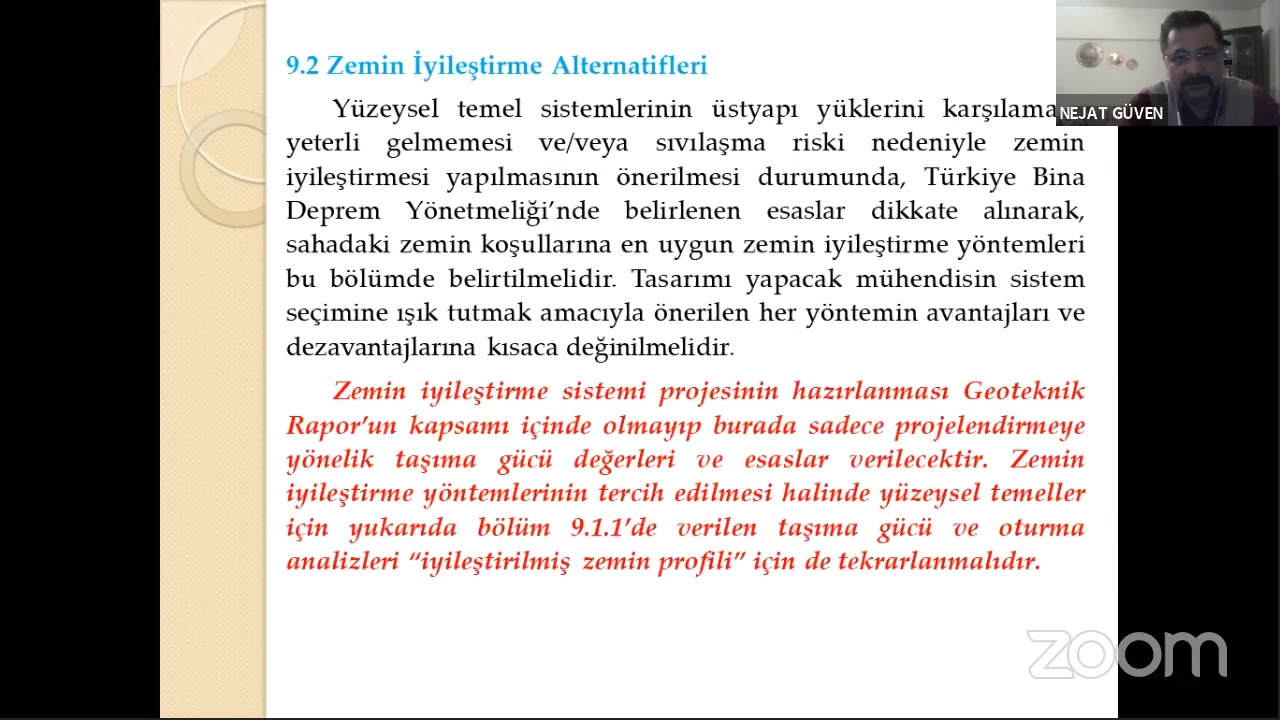 9.2 Zemin İyileştirme Alternatifleri
Yüzeysel temel sistemlerinin üstyapı yüklerini karşılama
NEJAT GÜVEN
yeterli gelmemesi ve/veya sıvılaşma riski nedeniyle zemin
iyileştirmesi yapılmasının önerilmesi durumunda, Türkiye Bina
Deprem Yönetmeliği’nde belirlenen esaslar dikkate alınarak,
sahadaki zemin koşullarına en uygun zemin iyileştirme yöntemleri
bu bölümde belirtilmelidir. Tasarımı yapacak mühendisin sistem
seçimine ışık tutmak amacıyla önerilen her yöntemin avantajları ve
dezavantajlarına kısaca değinilmelidir.
Zemin iyileştirme sistemi projesinin hazırlanması Geoteknik
Rapor’un kapsamı içinde olmayıp burada sadece projelendirmeye
yönelik taşıma gücü değerleri ve esaslar verilecektir. Zemin
iyileştirme yöntemlerinin tercih edilmesi halinde yüzeysel temeller
için yukarıda bölüm 9.1.1’de verilen taşıma gücü ve oturma
analizleri “iyileştirilmiş zemin profili” için de tekrarlanmalıdır.
zoom